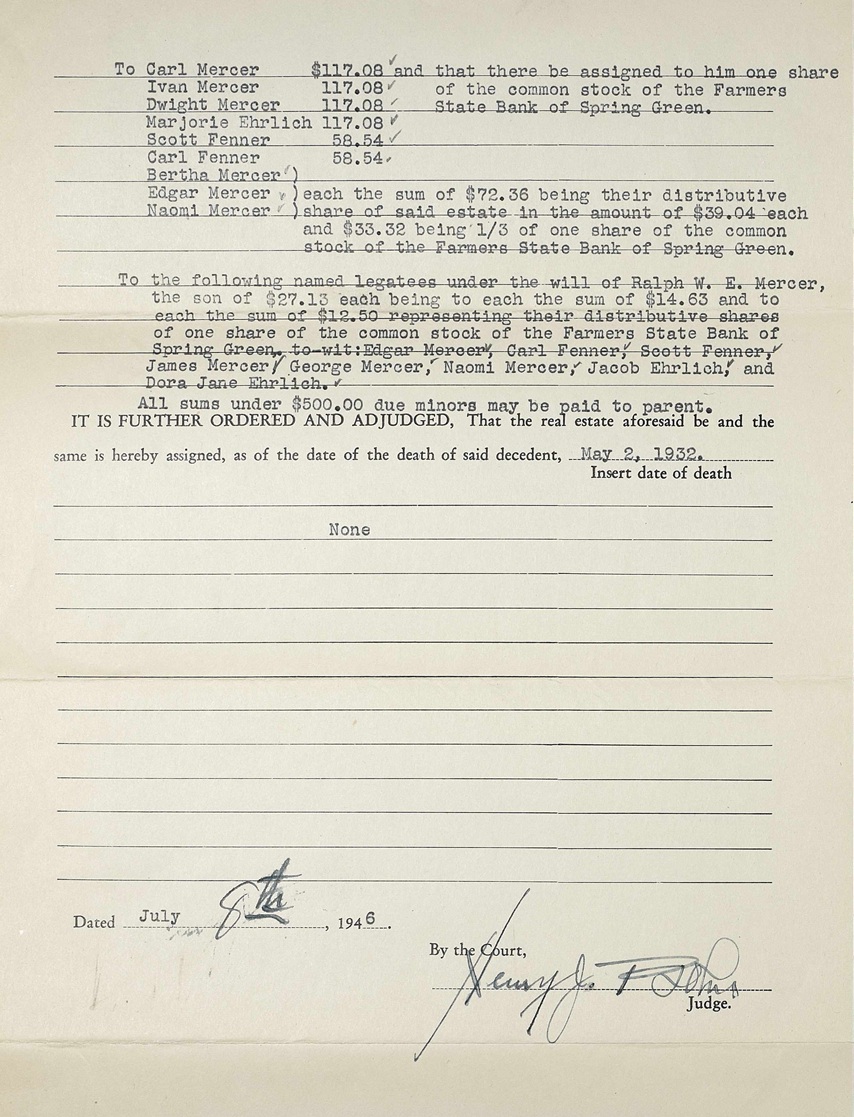 To Carl Mercer $117.08 and that there be assigned to him one share
Ivan Mercer 117.08 of the common stock of the Farmers
Dwight Mercer 117.08 State Bank of Spring Green.
Marjorie Ehrlich 117.08
Scott Fenner 58.54
Carl Fenner 58.54
Bertha Mercer )
Edgar Mercer ) each the sum of $72.36 being their distributive
Naomi Mercer ) share of said estate in the amount of $39.04 each
and $33.32 being 1/3 of one share of the common
stock of the Farmers State Bank of Spring Green.
To the following named legatees under the will of Ralph W. E. Mercer,
the son of $27.13 each being to each the sum of $14.63 and to
each the sum of $12.50 representing their distributive shares
of one share of the common stock of the Farmers State Bank of
Spring Green, to-wit:Edgar Mercer, Carl Fenner, Scott Fenner,
James Mercer, George Mercer, Naomi Mercer, Jacob Ehrlich, and
Dora Jane Ehrlich.
All sums under $500.00 due minors may be paid to parent.
IT IS FURTHER ORDERED AND ADJUDGED, That the real estate aforesaid be and the
same is hereby assigned, as of the date of the death of said decedent, May 2, 1932.
Insert date of death
None
Dated July 8th, 1946.
By the Court,
Henry J.
Judge.